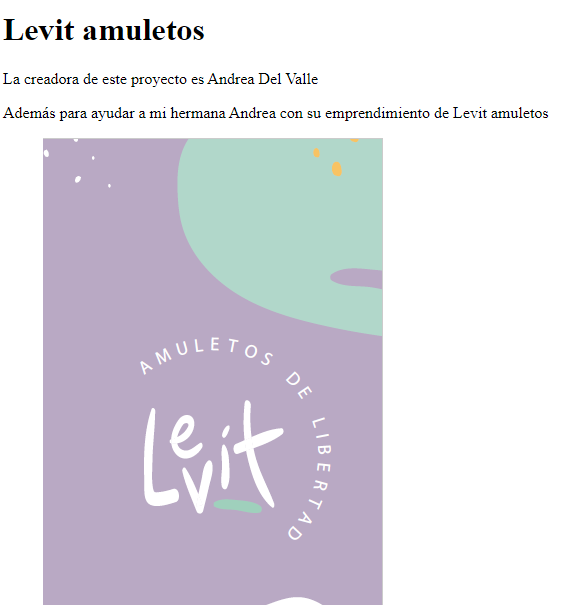 Levit amuletos
La creadora de este proyecto es Andrea Del Valle
Además para ayudar a mi hermana Andrea con su emprendimiento de Levit amuletos
AMULETOS DE LIBERTAD
Levit